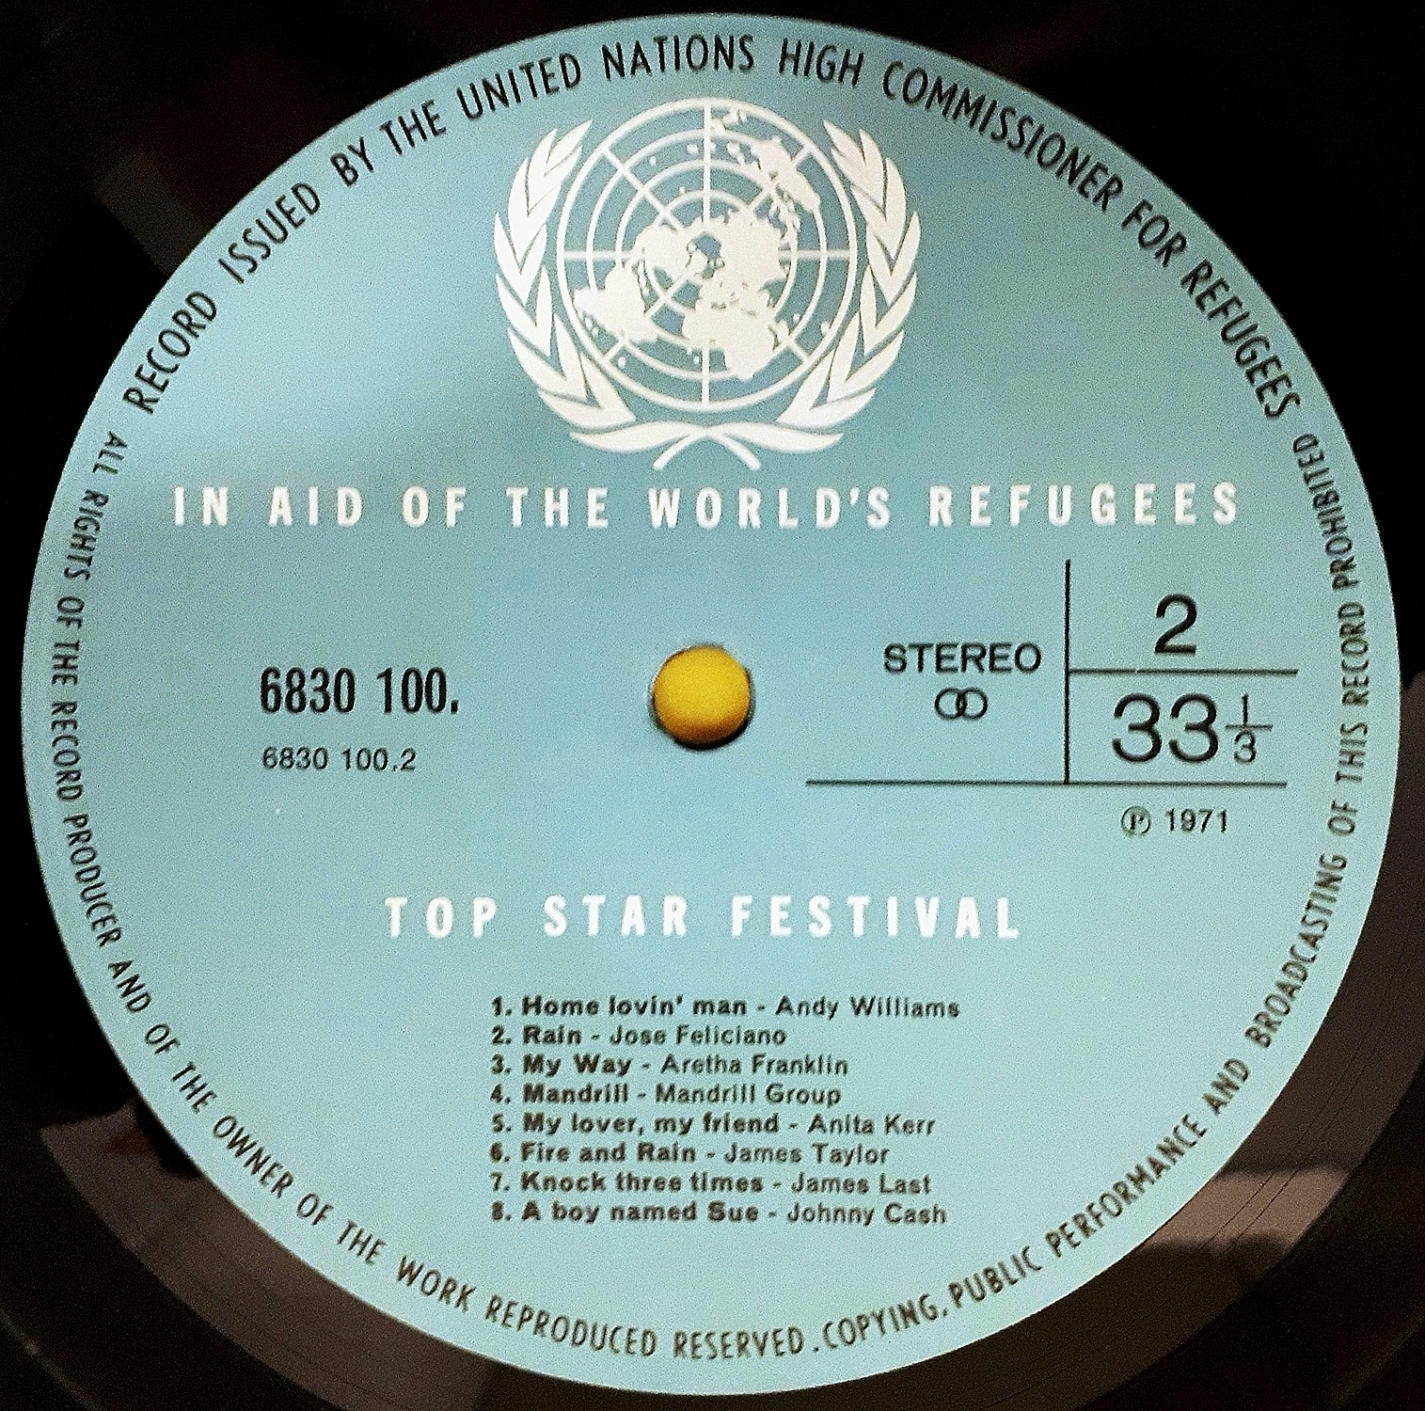 RECORD ISSUED BY THE UNITED NATIONS HIGH COMMISSIONER FOR REFUGEES
IN AID OF THE WORLD'S REFUGEES
6830 100.
6830 100.2
STEREO
2
33 1/3
℗ 1971
TOP STAR FESTIVAL
1. Home lovin' man - Andy Williams
2. Rain - Jose Feliciano
3. My Way - Aretha Franklin
4. Mandrill - Mandrill Group
5. My lover, my friend - Anita Kerr
6. Fire and Rain - James Taylor
7. Knock three times - James Last
8. A boy named Sue - Johnny Cash
ALL RIGHTS OF THE RECORD PRODUCER AND OF THE OWNER OF THE WORK REPRODUCED RESERVED. COPYING, PUBLIC PERFORMANCE AND BROADCASTING OF THIS RECORD PROHIBITED